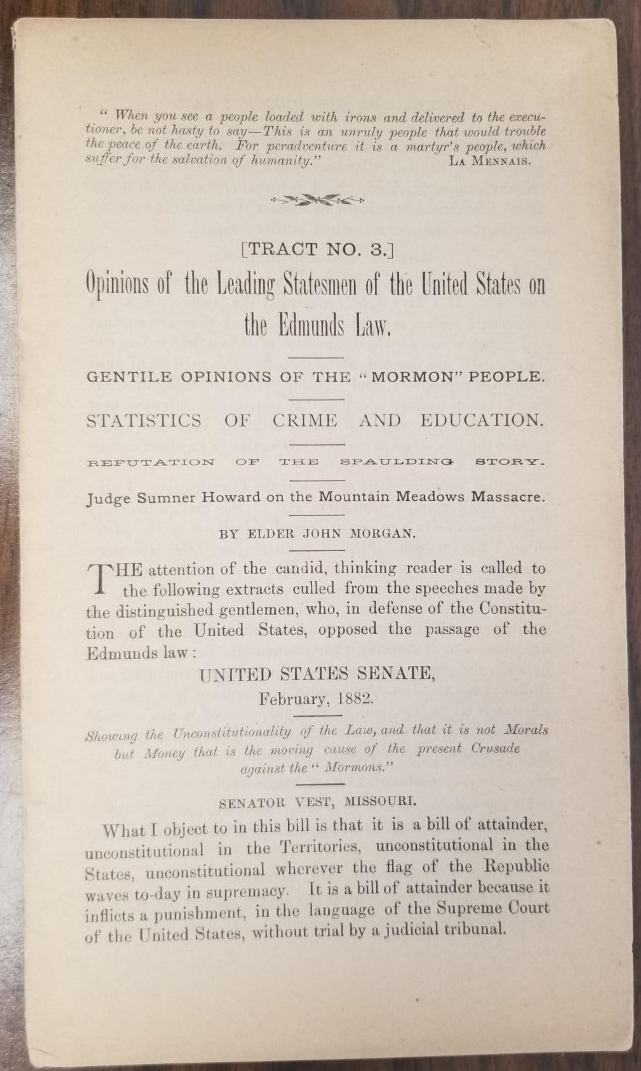 “ When you see a people loaded with irons and delivered to the execu-
tioner, be not hasty to say—This is an unruly people that would trouble
the peace of the earth. For peradventure it is a martyr's people, which
suffer for the salvation of humanity.” LA MENNAIS.
[TRACT NO. 3.]
Opinions of the Leading Statesmen of the United States on
the Edmunds Law.
GENTILE OPINIONS OF THE “MORMON” PEOPLE.
STATISTICS OF CRIME AND EDUCATION.
REFUTATION OF THE SPAULDING STORY.
Judge Sumner Howard on the Mountain Meadows Massacre.
BY ELDER JOHN MORGAN.
THE attention of the candid, thinking reader is called to
the following extracts culled from the speeches made by
the distinguished gentlemen, who, in defense of the Constitu-
tion of the United States, opposed the passage of the
Edmunds law :
UNITED STATES SENATE,
February, 1882.
Showing the Unconstitutionality of the Law, and that it is not Morals
but Money that is the moving cause of the present Crusade
against the “ Mormons.”
SENATOR VEST, MISSOURI.
What I object to in this bill is that it is a bill of attainder,
unconstitutional in the Territories, unconstitutional in the
States, unconstitutional wherever the flag of the Republic
waves to-day in supremacy. It is a bill of attainder because it
inflicts a punishment, in the language of the Supreme Court
of the United States, without trial by a judicial tribunal.